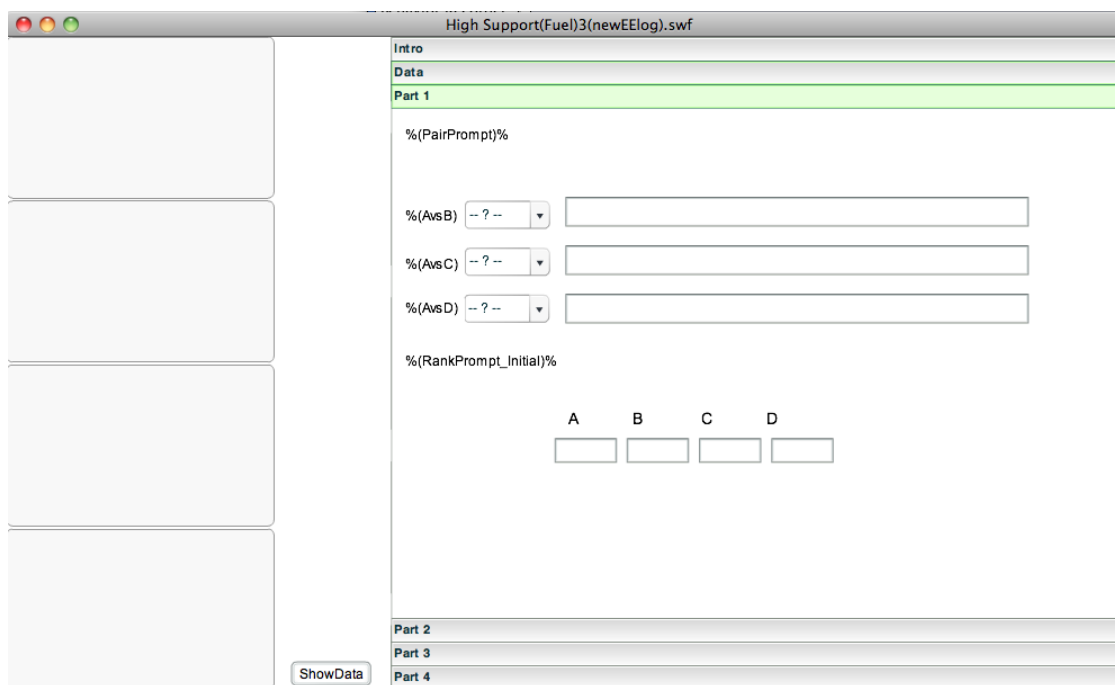 High Support(Fuel)3(newEElog).swf
Intro
Data
Part 1
%(PairPrompt)%
%(AvsB) -- ? --
%(AvsC) -- ? --
%(AvsD) -- ? --
%(RankPrompt_Initial)%
A B C D
Part 2
Part 3
ShowData
Part 4